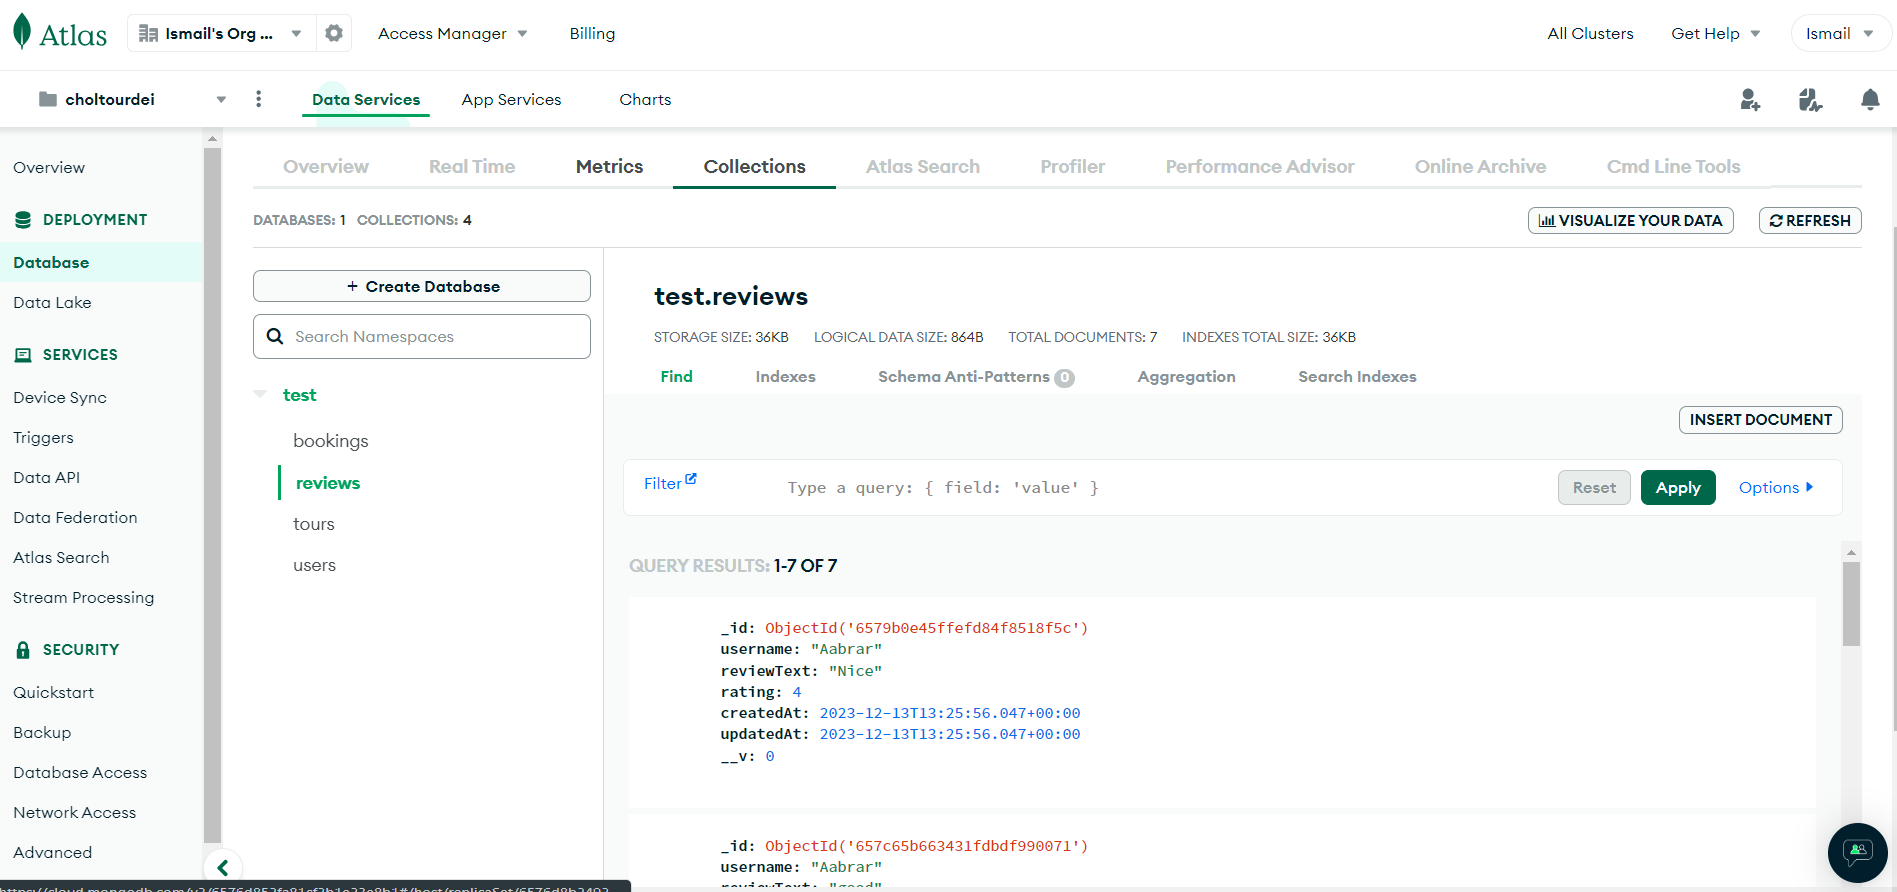 Atlas
Ismail's Org ...
Access Manager
Billing
All Clusters
Get Help
Ismail
choltourdei
Data Services
App Services
Charts
Overview
DEPLOYMENT
Database
Data Lake
SERVICES
Device Sync
Triggers
Data API
Data Federation
Atlas Search
Stream Processing
SECURITY
Quickstart
Backup
Database Access
Network Access
Advanced
Overview
Real Time
Metrics
Collections
Atlas Search
Profiler
Performance Advisor
Online Archive
Cmd Line Tools
DATABASES: 1 COLLECTIONS: 4
VISUALIZE YOUR DATA
REFRESH
+ Create Database
Search Namespaces
test
bookings
reviews
tours
users
test.reviews
STORAGE SIZE: 36KB LOGICAL DATA SIZE: 864B TOTAL DOCUMENTS: 7 INDEXES TOTAL SIZE: 36KB
Find
Indexes
Schema Anti-Patterns 0
Aggregation
Search Indexes
INSERT DOCUMENT
Filter
Type a query: { field: 'value' }
Reset
Apply
Options
QUERY RESULTS: 1-7 OF 7
_id: ObjectId('6579b0e45ffefd84f8518f5c')
username: "Aabrar"
reviewText: "Nice"
rating: 4
createdAt: 2023-12-13T13:25:56.047+00:00
updatedAt: 2023-12-13T13:25:56.047+00:00
__v: 0
_id: ObjectId('657c65b663431fdbdf990071')
username: "Aabrar"
reviewText: "good"